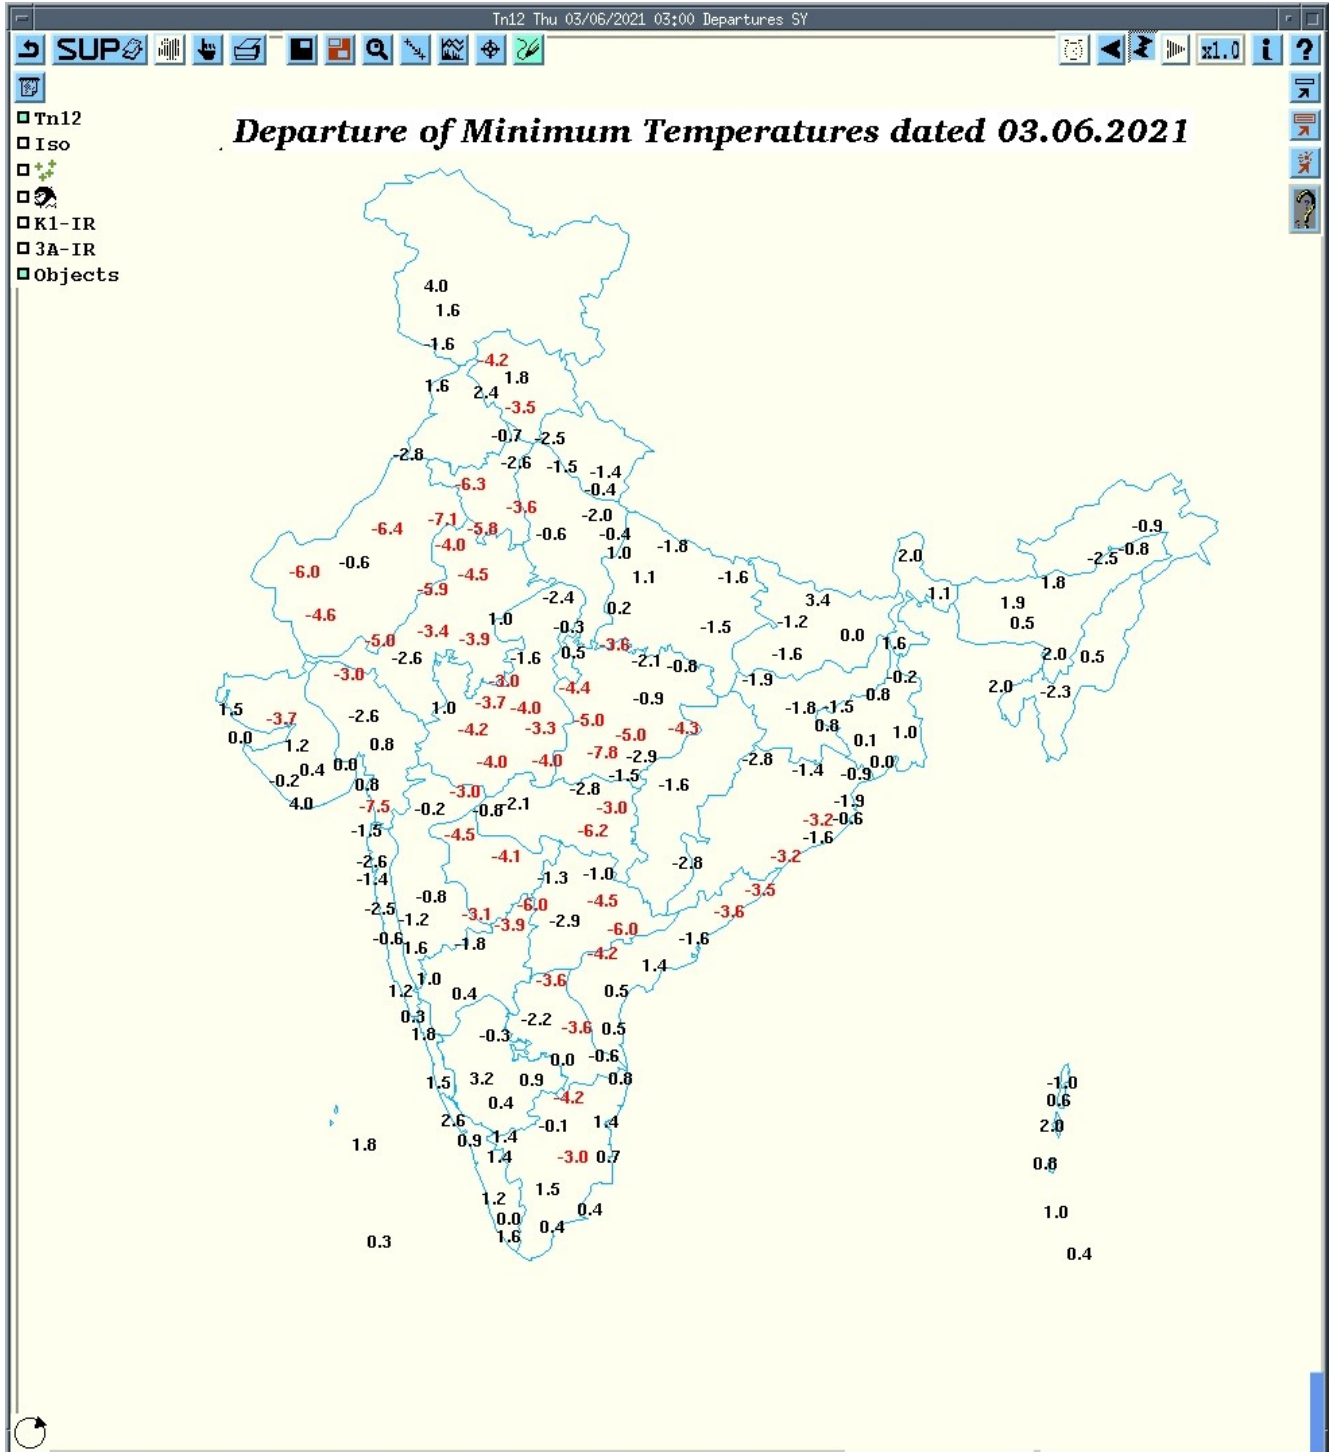 Tn12 Thu 03/06/2021 03:00 Departures SY
SUP x1.0 i ?
Tn12
Iso
K1-IR
3A-IR
Objects
Departure of Minimum Temperatures dated 03.06.2021
4.0
1.6
-1.6
-4.2
1.8
1.6 2.4
-3.5
-0.7 -2.5
-2.8 -2.6 -1.5 -1.4
-6.3 -0.4
-3.6
-7.1 -2.0
-6.4 -5.8 -0.6 -0.4 -0.9
-4.0 1.0 -1.8 -0.8
-0.6 2.0 -2.5
-6.0 -4.5 1.1 -1.6 1.8
-5.9 -2.4 3.4 1.1 1.9
-4.6 1.0 0.2 -1.2 0.5
-5.0 -3.4 -3.9 -0.3 -1.5 0.0 1.6
-2.6 -1.6 0.5 -3.6 -2.1 -0.8 -1.6 2.0 0.5
-3.0 -3.0 -4.4 -1.9 -0.2 2.0 -2.3
-3.7 -0.9 0.8
1.5 -3.7 -2.6 1.0 -4.0 -5.0 -1.8 -1.5
-4.2 -3.3 -5.0 -4.3 0.8 1.0
0.0 1.2 0.8 0.1
-7.8 -2.9 -2.8 0.0
0.4 0.0 -4.0 -4.0 -1.5 -1.4 -0.9
-0.2 0.8 -3.0 -2.8 -1.6
4.0 -7.5 -0.2 -0.8 -2.1 -3.0 -1.9
-1.5 -4.5 -6.2 -3.2 -0.6
-1.6
-2.6 -4.1 -2.8 -3.2
-1.4 -1.3 -1.0
-0.8 -4.5 -3.5
-2.5 -1.2 -3.1 -6.0 -2.9 -3.6
-3.9 -6.0
-0.6 1.6 -1.8 -4.2 -1.6
1.4
1.0 -3.6
1.2 0.4 0.5
0.3 -2.2 -3.6 0.5
1.8 -0.3
0.0 -0.6
1.5 3.2 0.9 0.8 -1.0
0.4 -4.2 0.6
2.6 -0.1 1.4 2.0
1.8 0.9 1.4
1.4 -3.0 0.7 0.8
1.2 1.5
0.0 0.4 1.0
1.6 0.4
0.3 0.4